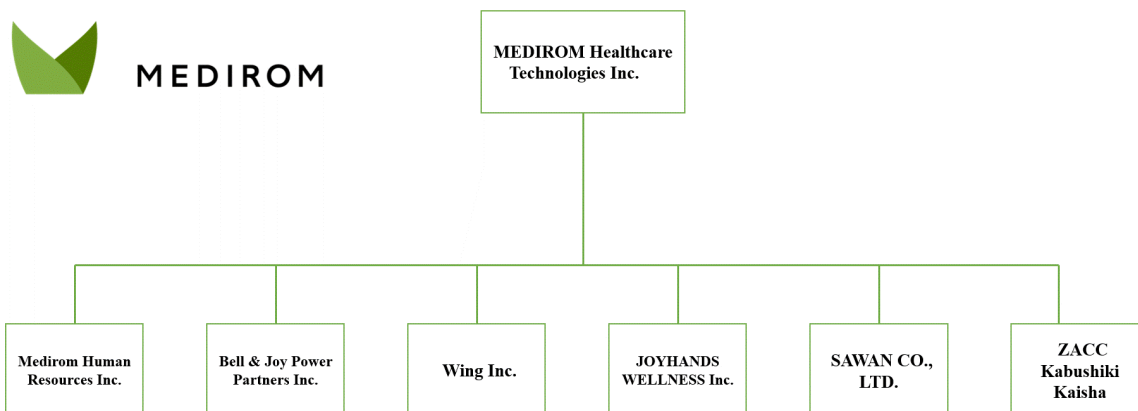 MEDIROM
MEDIROM Healthcare
Technologies Inc.
Medirom Human
Resources Inc.
Bell & Joy Power
Partners Inc.
Wing Inc.
JOYHANDS
WELLNESS Inc.
SAWAN CO.,
LTD.
ZACC
Kabushiki
Kaisha